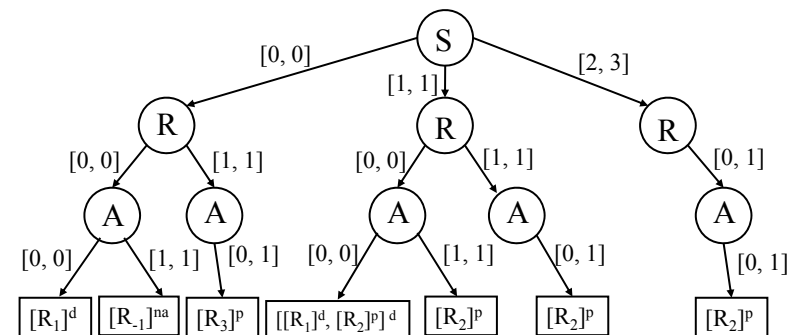 S
[0, 0]
[1, 1]
[2, 3]
R
R
R
[0, 0]
[1, 1]
[0, 0]
[1, 1]
[0, 1]
A
A
A
A
A
[0, 0]
[1, 1]
[0, 1]
[0, 0]
[1, 1]
[0, 1]
[0, 1]
[R₁]ᵈ
[R₋₁]ⁿᵃ
[R₃]ᵖ
[[R₁]ᵈ, [R₂]ᵖ] ᵈ
[R₂]ᵖ
[R₂]ᵖ
[R₂]ᵖ